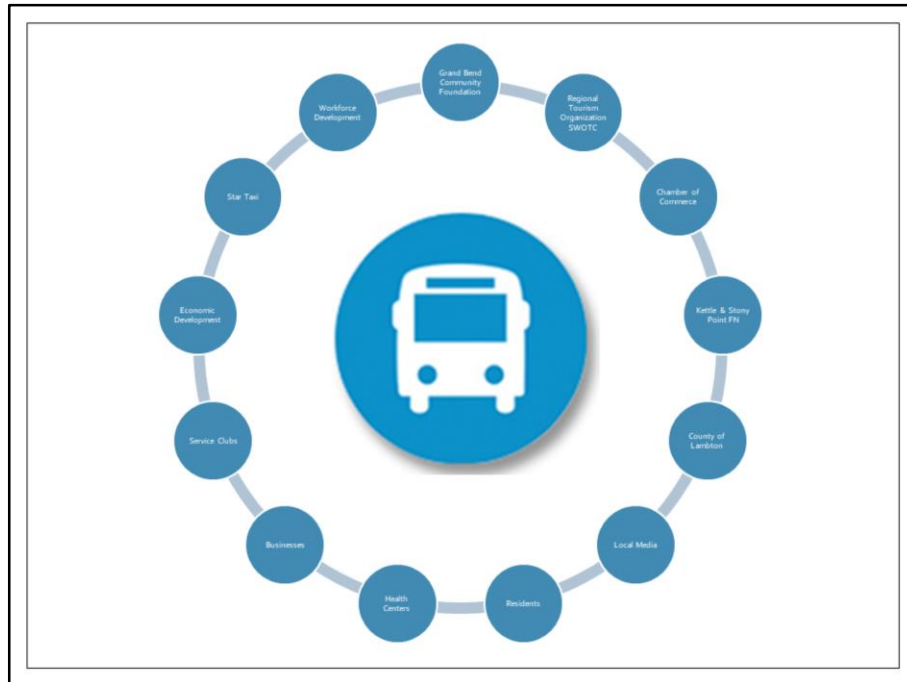 Grand Bend
Community
Foundation
Regional
Tourism
Organization
SWOTC
Chamber of
Commerce
Kettle & Stony
Point FN
County of
Lambton
Local Media
Residents
Health
Centers
Businesses
Service Clubs
Economic
Development
Star Taxi
Workforce
Development